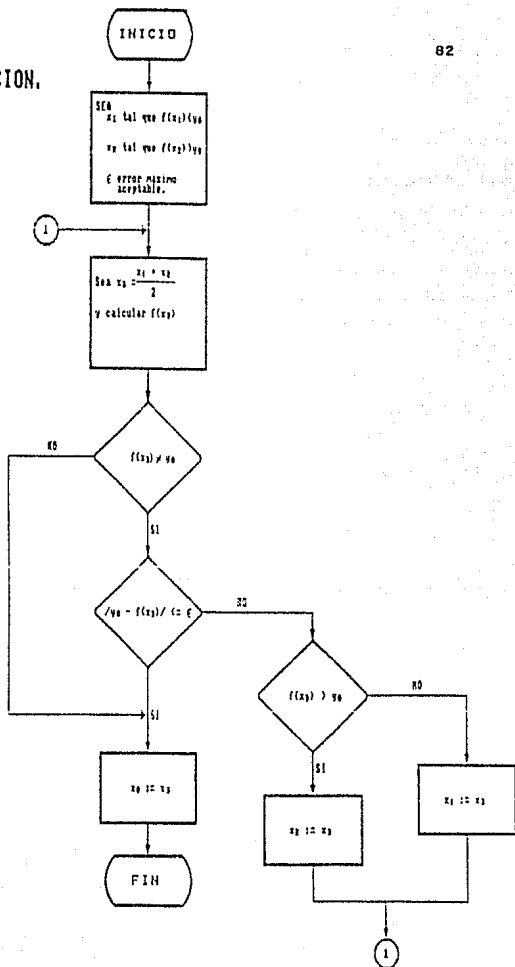 INICIO
82
CION.
SEA
x₁ tal que f(x₁)<y₀
x₂ tal que f(x₂)>y₀
ε error maximo
aceptable.
1
Sea x₃ = x₁ + x₂
2
y calcular f(x₃)
f(x₃) ≠ y₀
NO
SI
/y₀ - f(x₃)/ <= ε
NO
SI
f(x₃) > y₀
NO
SI
x₀ := x₃
x₂ := x₃
x₁ := x₃
FIN
1